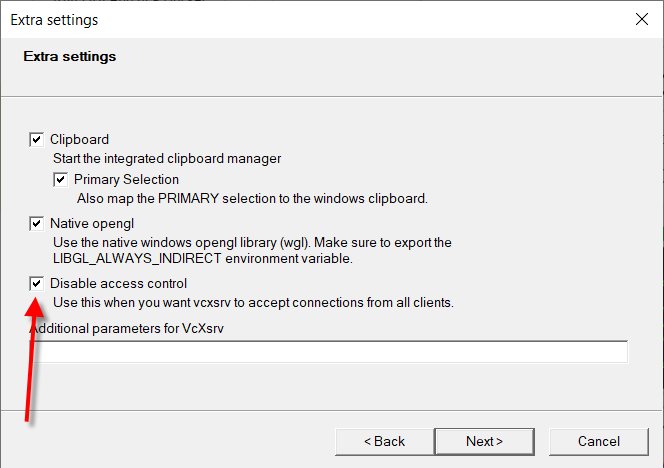 Extra settings
Extra settings
Clipboard
Start the integrated clipboard manager
Primary Selection
Also map the PRIMARY selection to the windows clipboard.
Native opengl
Use the native windows opengl library (wgl). Make sure to export the
LIBGL_ALWAYS_INDIRECT environment variable.
Disable access control
Use this when you want vcxsrv to accept connections from all clients.
Additional parameters for VcXsrv
< Back
Next >
Cancel